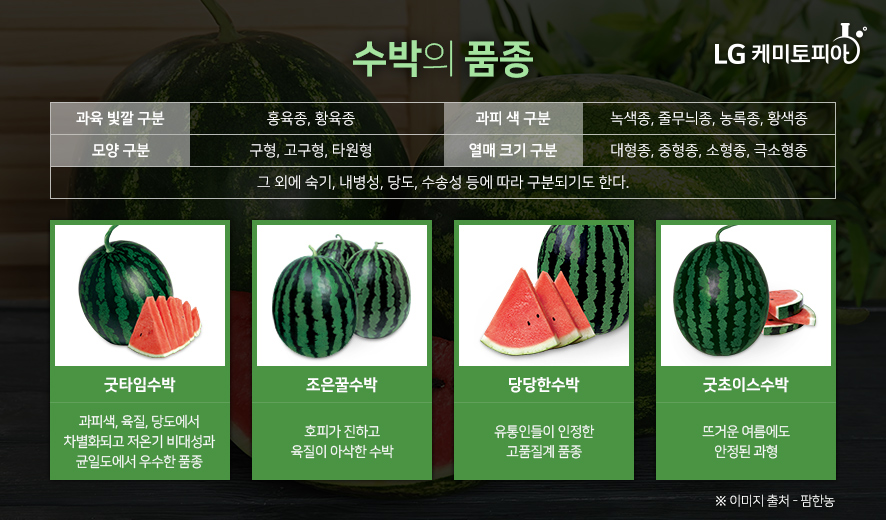 수박의 품종
LG 케미토피아
과육 빛깔 구분 홍육종, 황육종 과피 색 구분 녹색종, 줄무늬종, 농록종, 황색종
모양 구분 구형, 고구형, 타원형 열매 크기 구분 대형종, 중형종, 소형종, 극소형종
그 외에 숙기, 내병성, 당도, 수송성 등에 따라 구분되기도 한다.
굿타임수박
과피색, 육질, 당도에서
차별화되고 저온기 비대성과
균일도에서 우수한 품종
조은꿀수박
호피가 진하고
육질이 아삭한 수박
당당한수박
유통인들이 인정한
고품질계 품종
굿초이스수박
뜨거운 여름에도
안정된 과형
※ 이미지 출처 - 팜한농